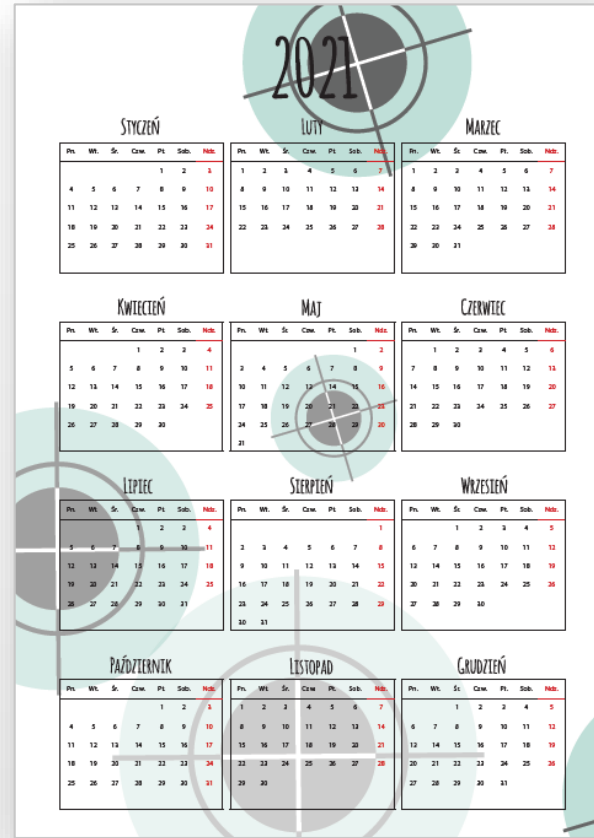 2021
STYCZEŃ
Pn. Wt. Śr. Czw. Pt. Sob. Ndz.
1 2 3
4 5 6 7 8 9 10
11 12 13 14 15 16 17
18 19 20 21 22 23 24
25 26 27 28 29 30 31
LUTY
Pn. Wt. Śr. Czw. Pt. Sob. Ndz.
1 2 3 4 5 6 7
8 9 10 11 12 13 14
15 16 17 18 19 20 21
22 23 24 25 26 27 28
MARZEC
Pn. Wt. Śr. Czw. Pt. Sob. Ndz.
1 2 3 4 5 6 7
8 9 10 11 12 13 14
15 16 17 18 19 20 21
22 23 24 25 26 27 28
29 30 31
KWIECIEŃ
Pn. Wt. Śr. Czw. Pt. Sob. Ndz.
1 2 3 4
5 6 7 8 9 10 11
12 13 14 15 16 17 18
19 20 21 22 23 24 25
26 27 28 29 30
MAJ
Pn. Wt. Śr. Czw. Pt. Sob. Ndz.
1 2
3 4 5 6 7 8 9
10 11 12 13 14 15 16
17 18 19 20 21 22 23
24 25 26 27 28 29 30
31
CZERWIEC
Pn. Wt. Śr. Czw. Pt. Sob. Ndz.
1 2 3 4 5 6
7 8 9 10 11 12 13
14 15 16 17 18 19 20
21 22 23 24 25 26 27
28 29 30
LIPIEC
Pn. Wt. Śr. Czw. Pt. Sob. Ndz.
1 2 3 4
5 6 7 8 9 10 11
12 13 14 15 16 17 18
19 20 21 22 23 24 25
26 27 28 29 30 31
SIERPIEŃ
Pn. Wt. Śr. Czw. Pt. Sob. Ndz.
1
2 3 4 5 6 7 8
9 10 11 12 13 14 15
16 17 18 19 20 21 22
23 24 25 26 27 28 29
30 31
WRZESIEŃ
Pn. Wt. Śr. Czw. Pt. Sob. Ndz.
1 2 3 4 5
6 7 8 9 10 11 12
13 14 15 16 17 18 19
20 21 22 23 24 25 26
27 28 29 30
PAŹDZIERNIK
Pn. Wt. Śr. Czw. Pt. Sob. Ndz.
1 2 3
4 5 6 7 8 9 10
11 12 13 14 15 16 17
18 19 20 21 22 23 24
25 26 27 28 29 30 31
LISTOPAD
Pn. Wt. Śr. Czw. Pt. Sob. Ndz.
1 2 3 4 5 6 7
8 9 10 11 12 13 14
15 16 17 18 19 20 21
22 23 24 25 26 27 28
29 30
GRUDZIEŃ
Pn. Wt. Śr. Czw. Pt. Sob. Ndz.
1 2 3 4 5
6 7 8 9 10 11 12
13 14 15 16 17 18 19
20 21 22 23 24 25 26
27 28 29 30 31